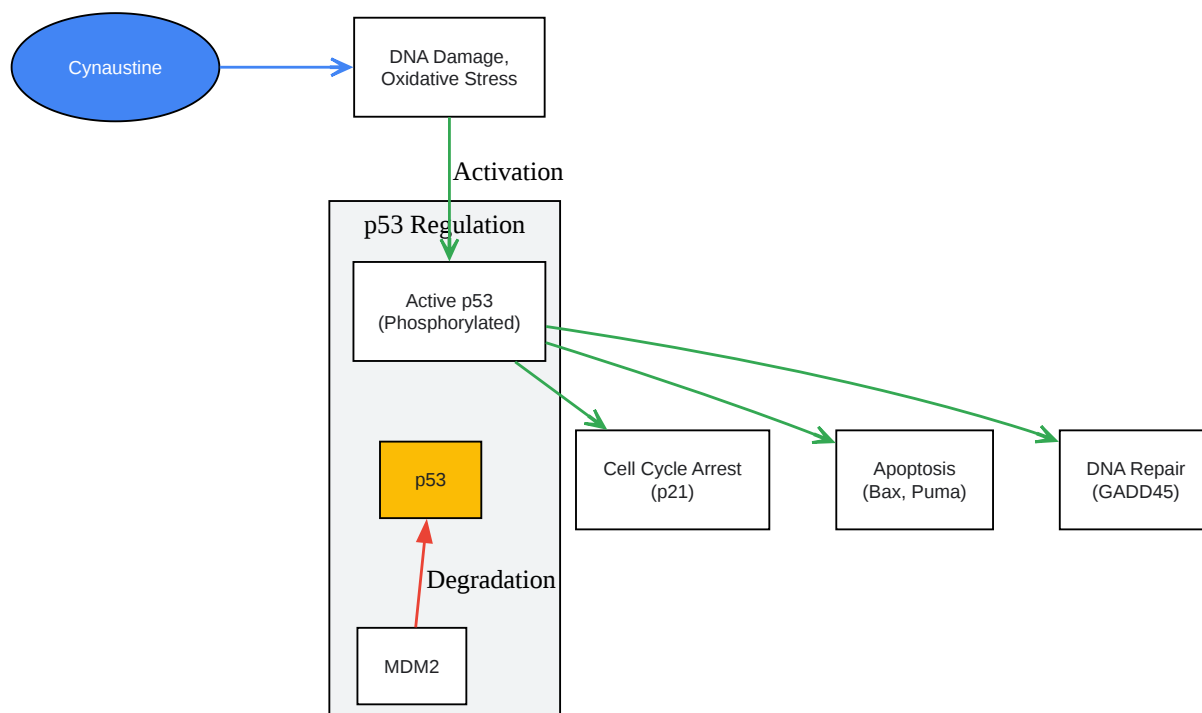 Cynaustine
DNA Damage,
Oxidative Stress
Activation
p53 Regulation
Active p53
(Phosphorylated)
p53
Cell Cycle Arrest
(p21)
Apoptosis
(Bax, Puma)
DNA Repair
(GADD45)
Degradation
MDM2